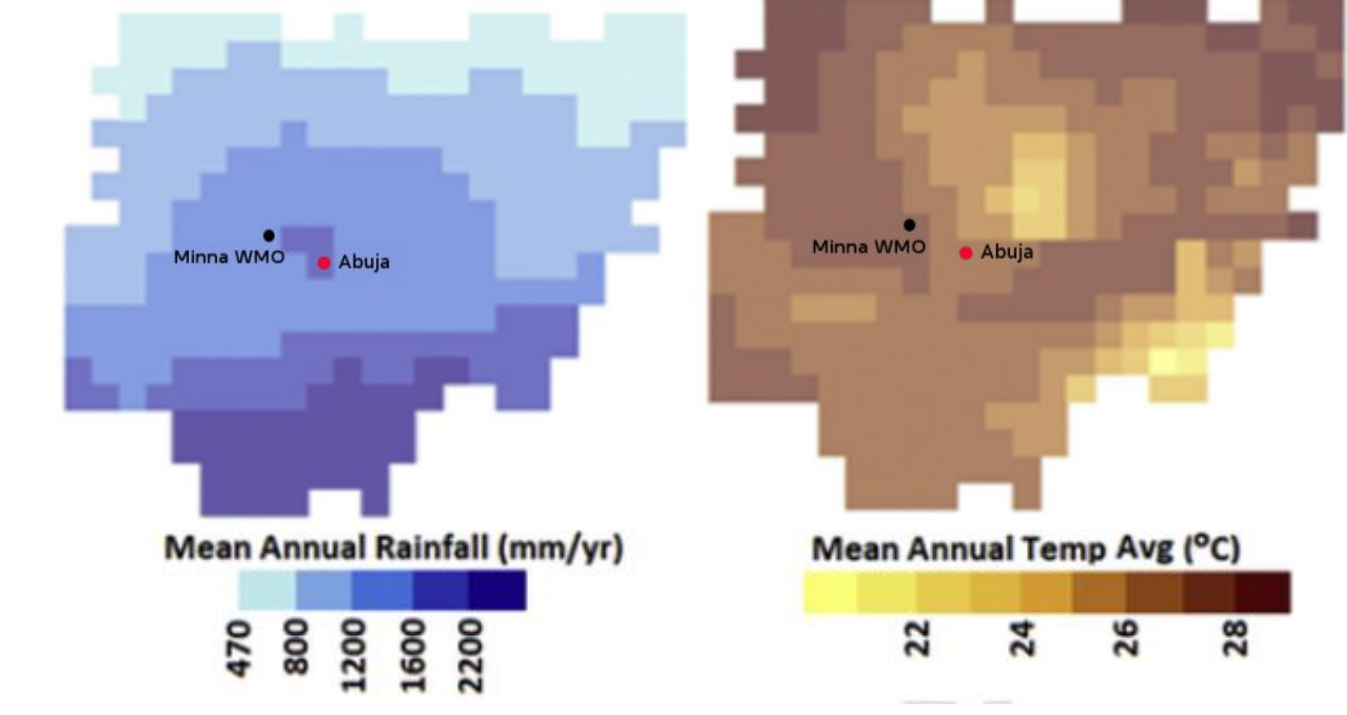 Minna WMO
Abuja
Minna WMO
Abuja
Mean Annual Rainfall (mm/yr)
470
800
1200
1600
2200
Mean Annual Temp Avg (°C)
22
24
26
28